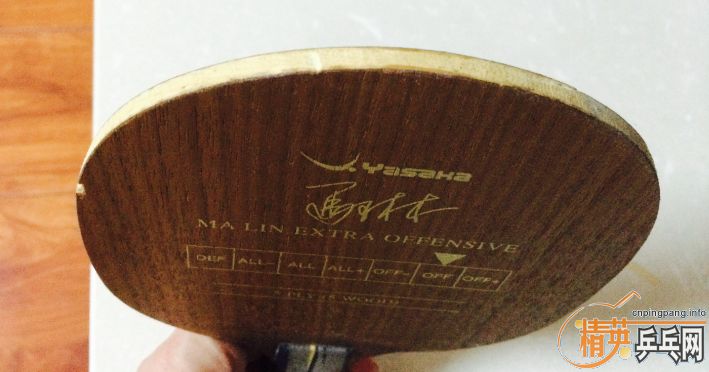 Yasaka
馬林
MA LIN EXTRA OFFENSIVE
DEF ALL- ALL ALL+ OFF- OFF OFF+
WOOD
cnpingpang.info
精英乒乓网